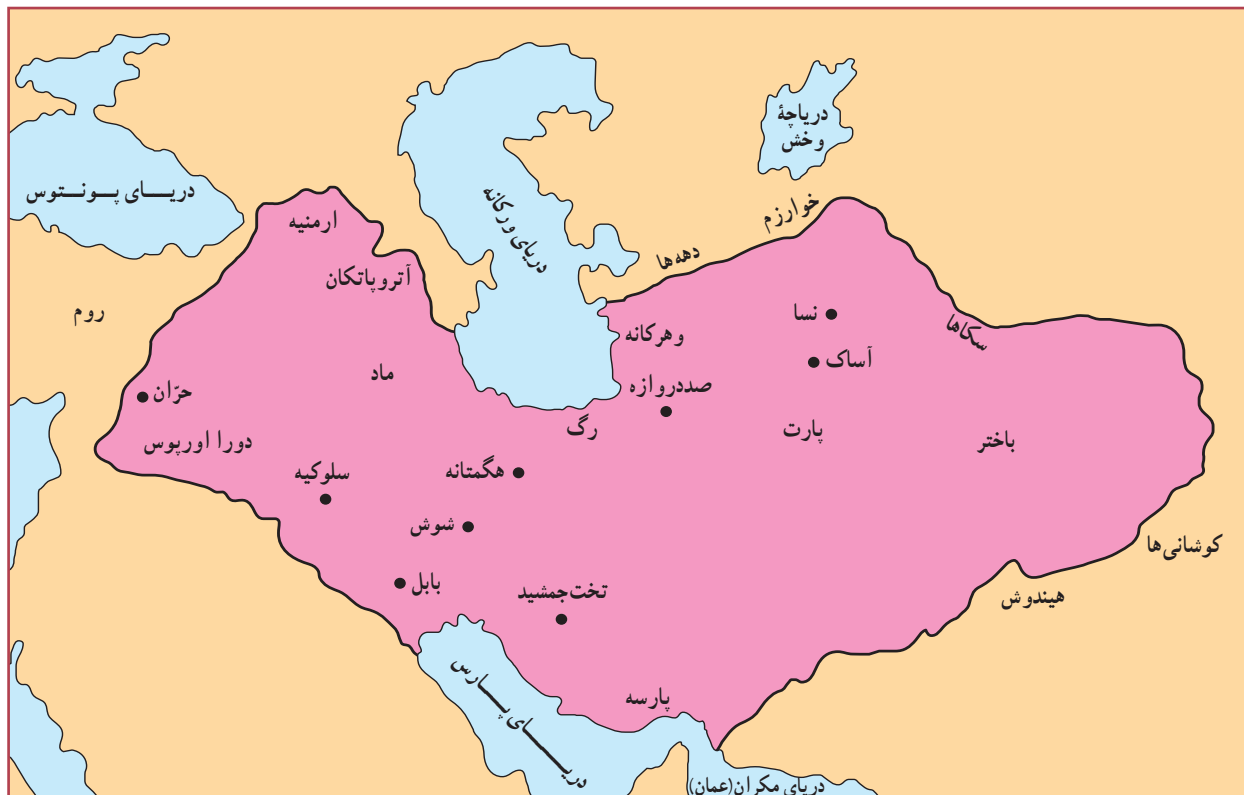 دریاچهٔ
وخش
دریای پونتوس
دریای ورکانه
خوارزم
دهه‌ها
ارمنیه
آتروپاتکان
روم
نسا
سکاها
وهرکانه
آساک
ماد
صددروازه
حرّان
رگ
پارت
باختر
دورا اورپوس
هگمتانه
سلوکیه
شوش
کوشانی‌ها
بابل
تخت‌جمشید
هیندوش
دریای پارس
پارسه
دریای مکران(عمان)